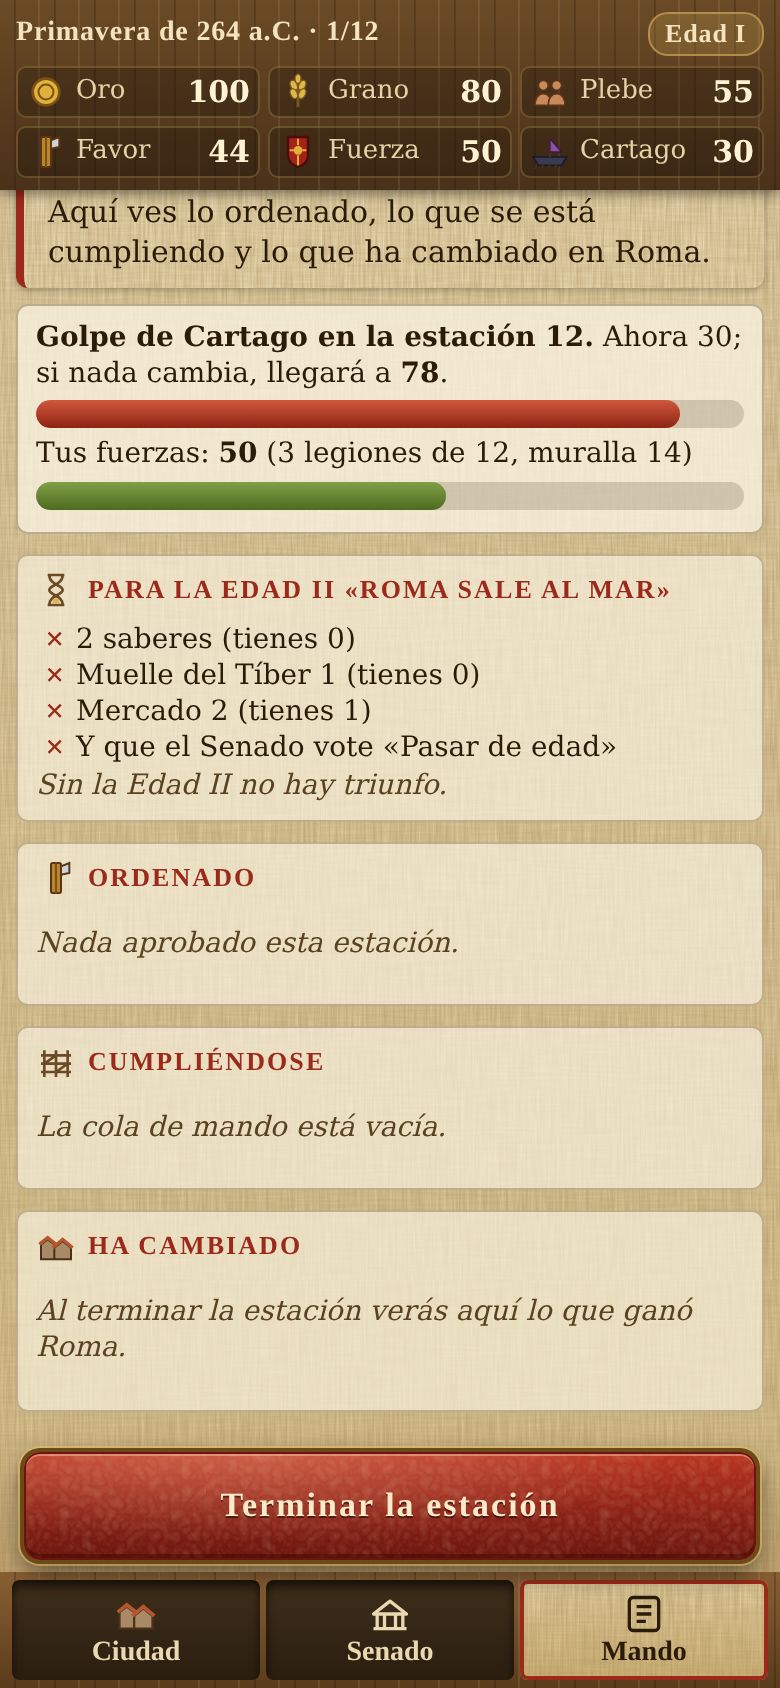 Primavera de 264 a.C. · 1/12
Edad I
Oro 100
Grano 80
Plebe 55
Favor 44
Fuerza 50
Cartago 30
Aquí ves lo ordenado, lo que se está
cumpliendo y lo que ha cambiado en Roma.
Golpe de Cartago en la estación 12. Ahora 30;
si nada cambia, llegará a 78.
Tus fuerzas: 50 (3 legiones de 12, muralla 14)
PARA LA EDAD II «ROMA SALE AL MAR»
✕ 2 saberes (tienes 0)
✕ Muelle del Tíber 1 (tienes 0)
✕ Mercado 2 (tienes 1)
✕ Y que el Senado vote «Pasar de edad»
Sin la Edad II no hay triunfo.
ORDENADO
Nada aprobado esta estación.
CUMPLIÉNDOSE
La cola de mando está vacía.
HA CAMBIADO
Al terminar la estación verás aquí lo que ganó
Roma.
Terminar la estación
Ciudad
Senado
Mando